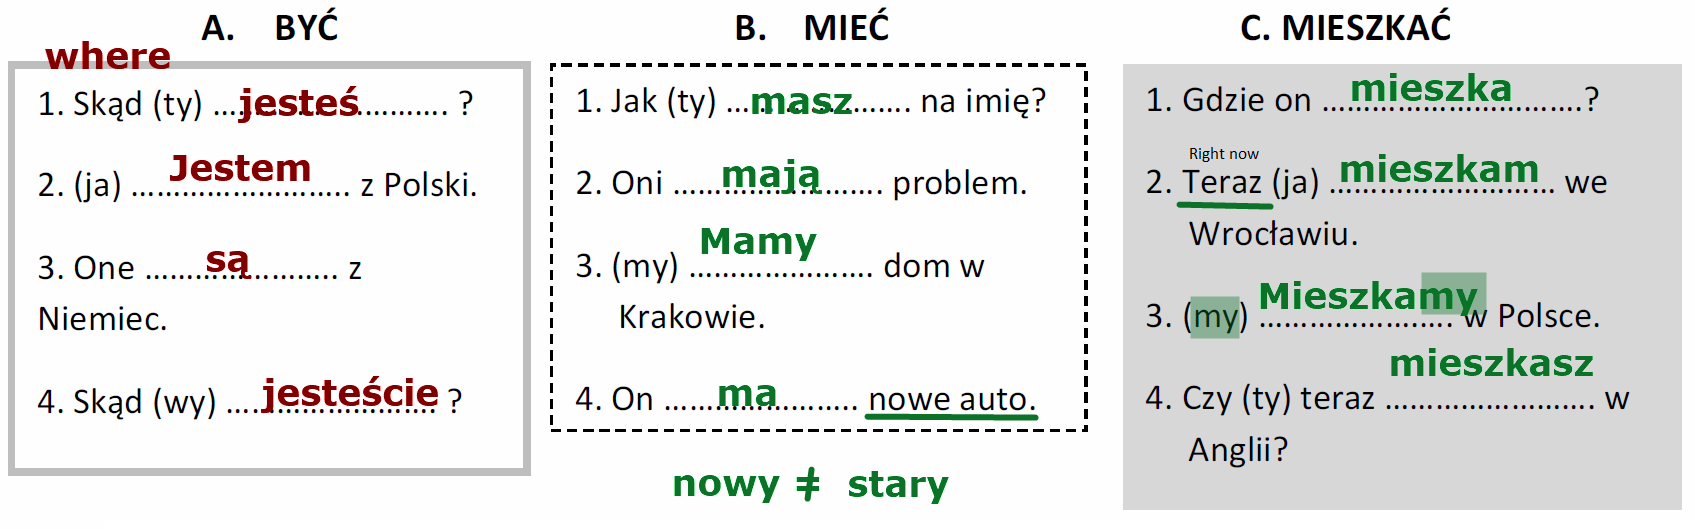 A. BYĆ
where
1. Skąd (ty) ...jesteś... ?
2. (ja) ...Jestem... z Polski.
3. One ...są... z
Niemiec.
4. Skąd (wy) ...jesteście... ?
B. MIEĆ
1. Jak (ty) ...masz... na imię?
2. Oni ...mają... problem.
3. (my) ...Mamy... dom w
Krakowie.
4. On ...ma... nowe auto.
nowy ≠ stary
C. MIESZKAĆ
1. Gdzie on ...mieszka...?
Right now
2. Teraz (ja) ...mieszkam... we
Wrocławiu.
3. (my) ...Mieszkamy... w Polsce.
4. Czy (ty) teraz ...mieszkasz... w
Anglii?